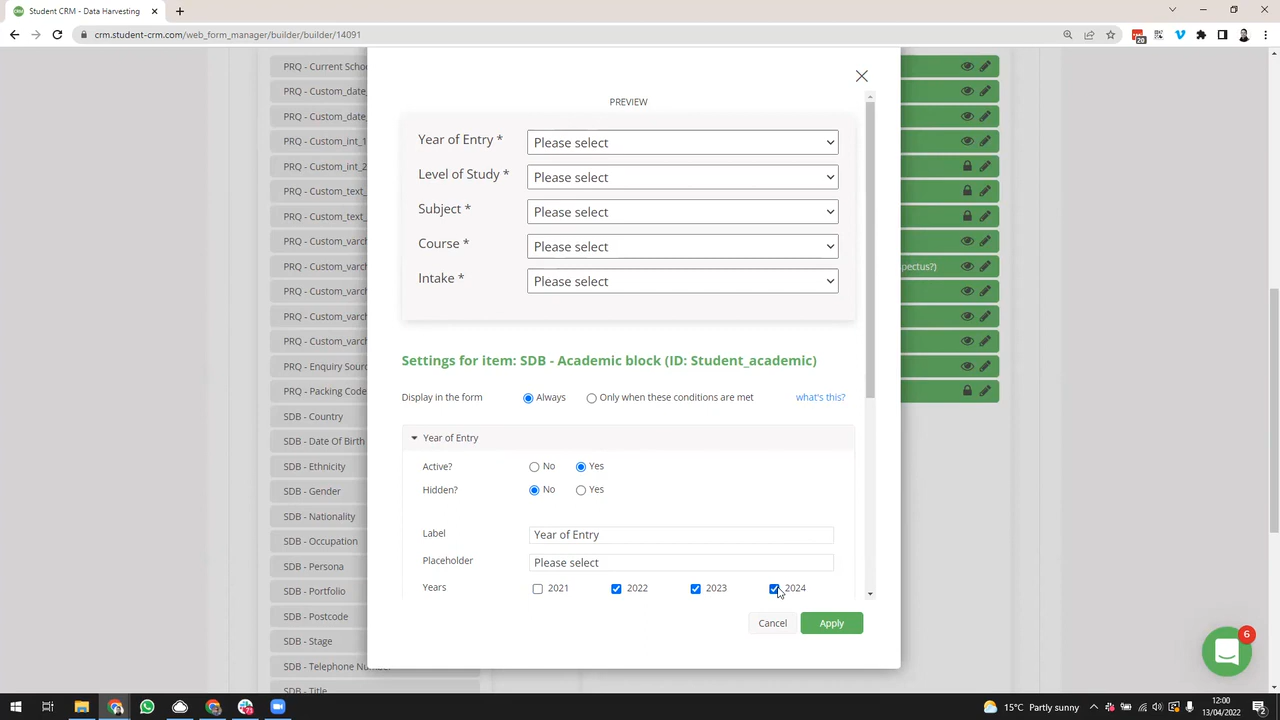 Student CRM - Data Harvesting
crm.student-crm.com/web_form_manager/builder/builder/14091
20
PRQ - Current Schoo
PRQ - Custom_date_
PRQ - Custom_date_
PRQ - Custom_int_1
PRQ - Custom_int_2
PRQ - Custom_text_
PRQ - Custom_text_
PRQ - Custom_varch
PRQ - Custom_varch
PRQ - Custom_varch
PRQ - Custom_varch
PRQ - Custom_varch
PRQ - Enquiry Sourc
PRQ - Packing Code
SDB - Country
SDB - Date Of Birth
SDB - Ethnicity
SDB - Gender
SDB - Nationality
SDB - Occupation
SDB - Persona
SDB - Portfolio
SDB - Postcode
SDB - Stage
SDB - Telephone Number
SDB - Title
pectus?)
PREVIEW
Year of Entry * Please select
Level of Study * Please select
Subject * Please select
Course * Please select
Intake * Please select
Settings for item: SDB - Academic block (ID: Student_academic)
Display in the form Always Only when these conditions are met what's this?
Year of Entry
Active? No Yes
Hidden? No Yes
Label Year of Entry
Placeholder Please select
Years 2021 2022 2023 2024
Cancel Apply
6
15°C Partly sunny
12:00
13/04/2022
2